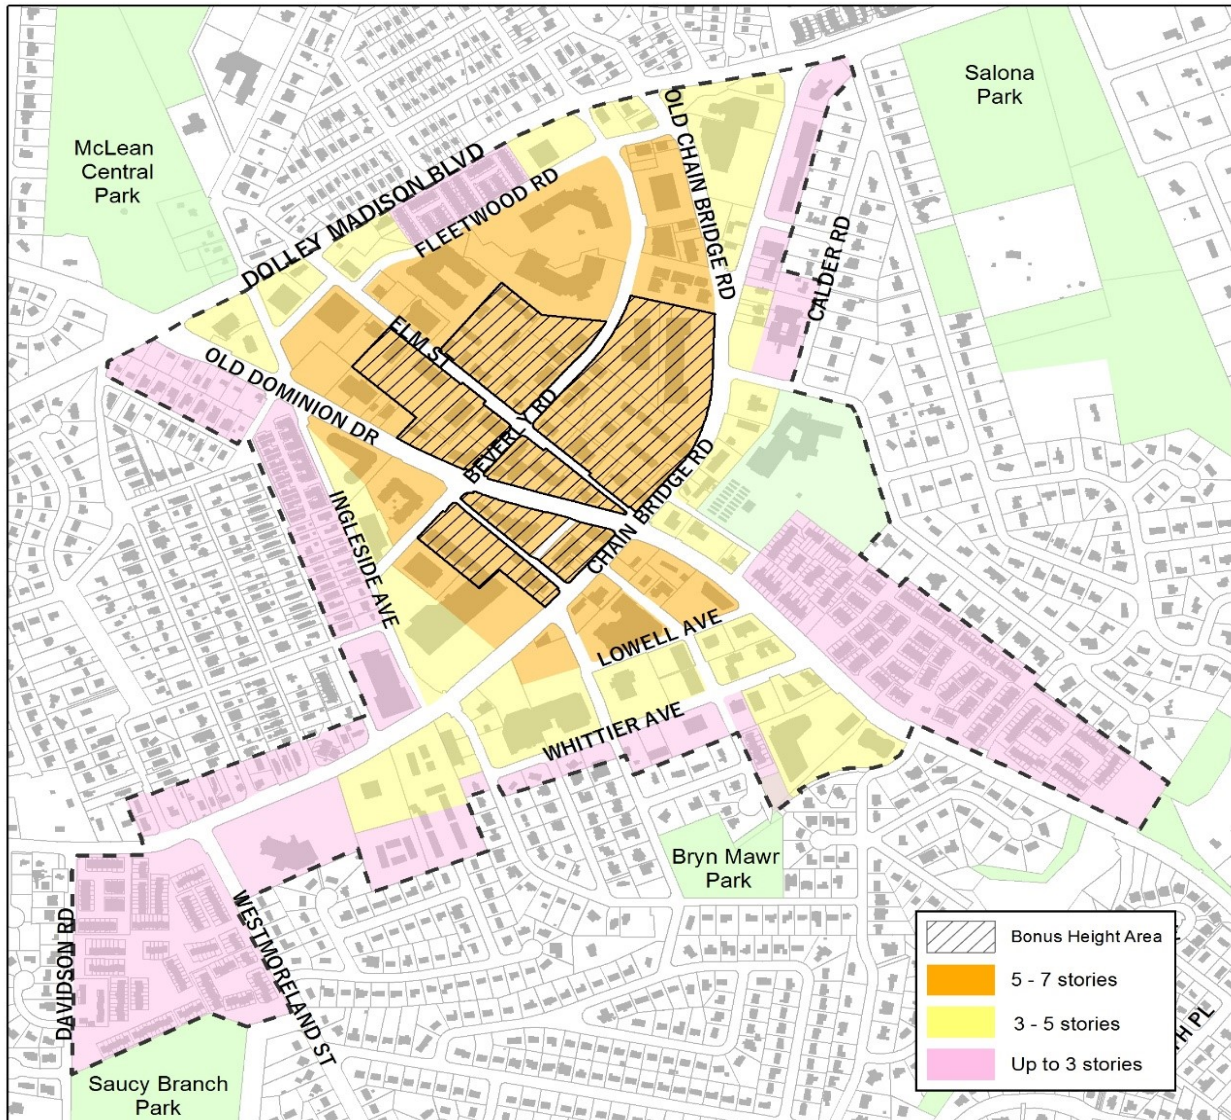 Salona
Park
McLean
Central
Park
OLD CHAIN BRIDGE RD
DOLLEY MADISON BLVD
FLEETWOOD RD
CALDER RD
ELM ST
OLD DOMINION DR
BEVERLY RD
CHAIN BRIDGE RD
INGLESIDE AVE
LOWELL AVE
WHITTIER AVE
Bryn Mawr
Park
DAVIDSON RD
WESTMORELAND ST
Saucy Branch
Park
Bonus Height Area
5 - 7 stories
3 - 5 stories
Up to 3 stories
PL